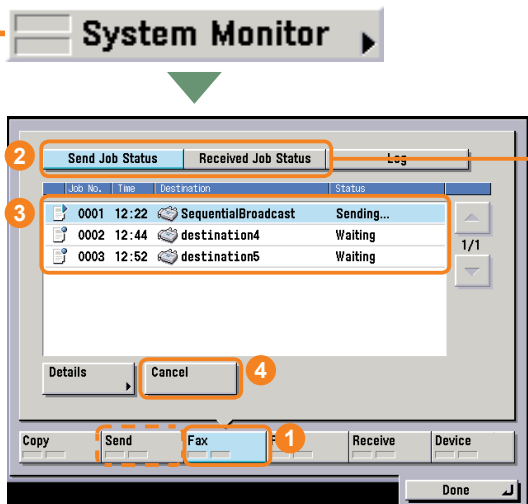 System Monitor
2 Send Job Status Received Job Status Log
Job No. Time Destination Status
3 0001 12:22 SequentialBroadcast Sending...
0002 12:44 destination4 Waiting
0003 12:52 destination5 Waiting
1/1
Details Cancel 4
Copy Send Fax 1 Receive Device
Done